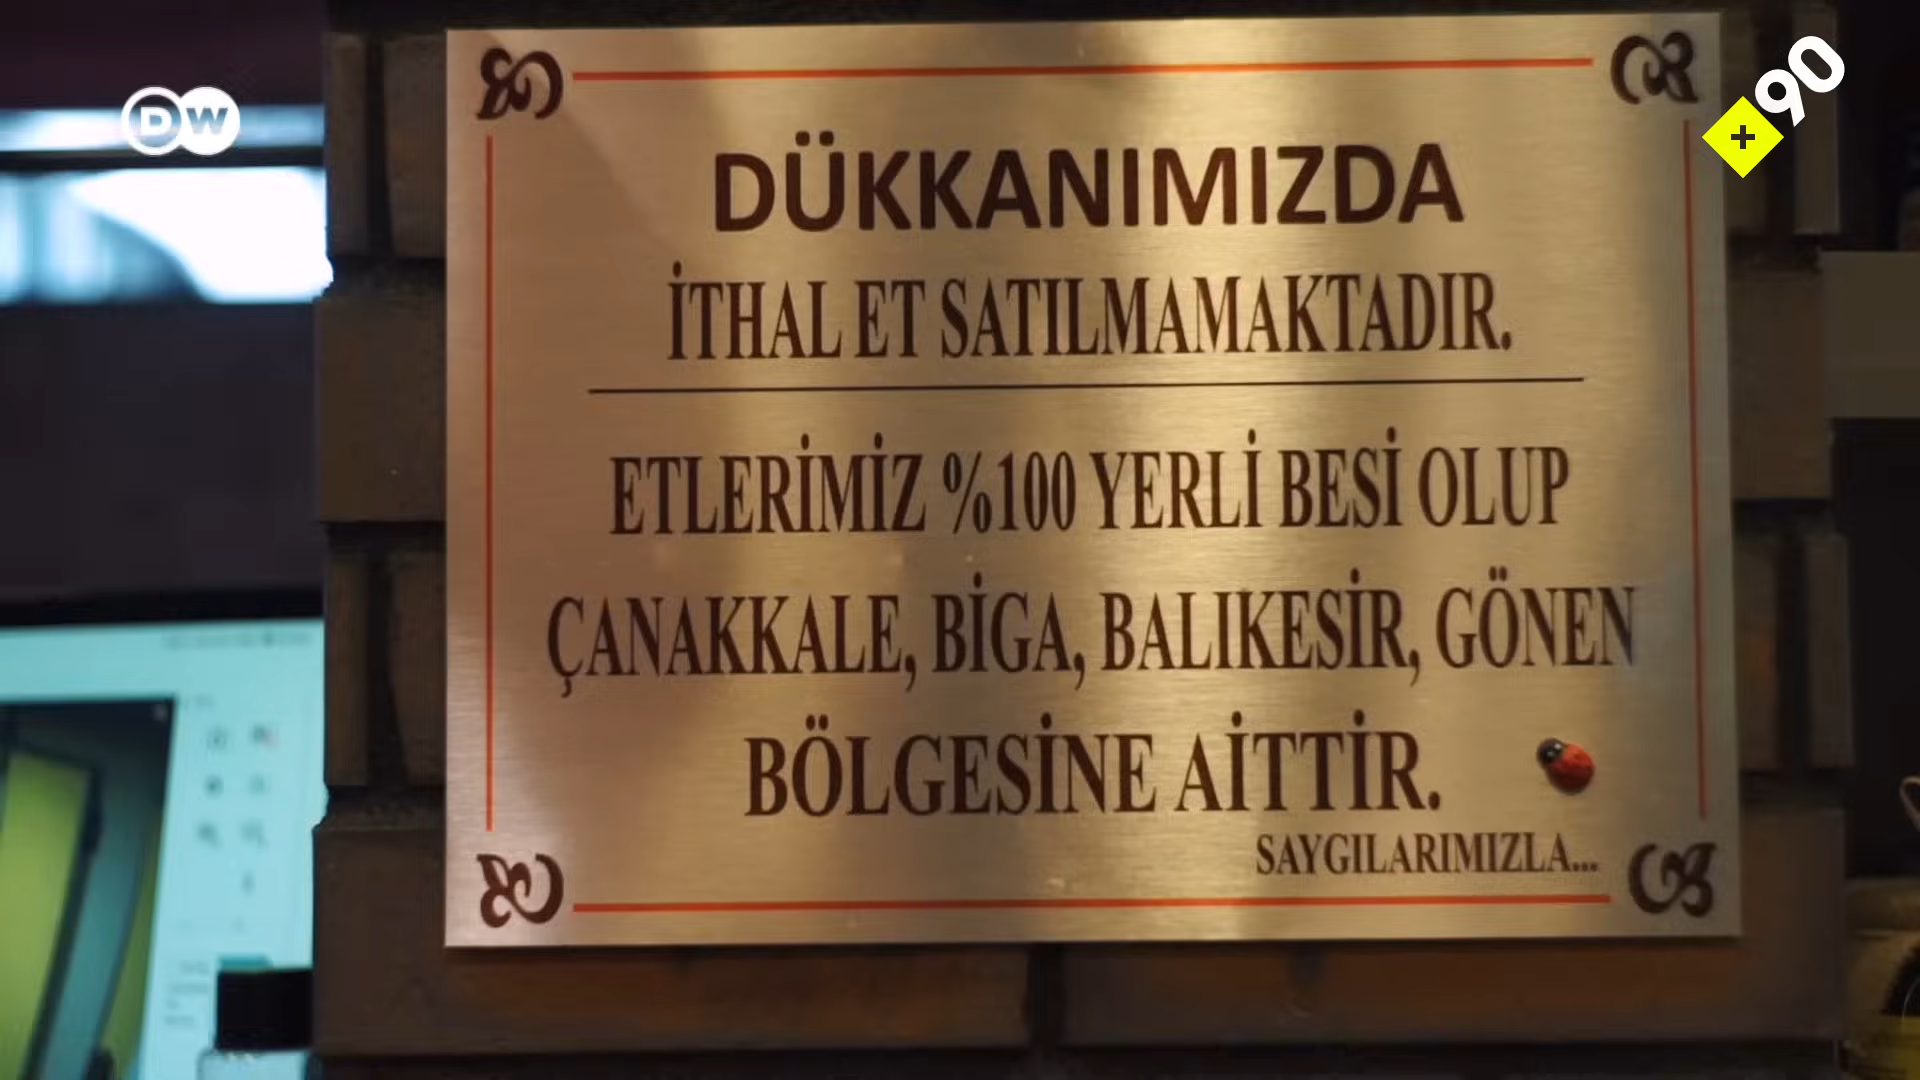 DW
+90
DÜKKANIMIZDA
İTHAL ET SATILMAMAKTADIR.
ETLERİMİZ %100 YERLİ BESİ OLUP
ÇANAKKALE, BİGA, BALIKESİR, GÖNEN
BÖLGESİNE AİTTİR.
SAYGILARIMIZLA...